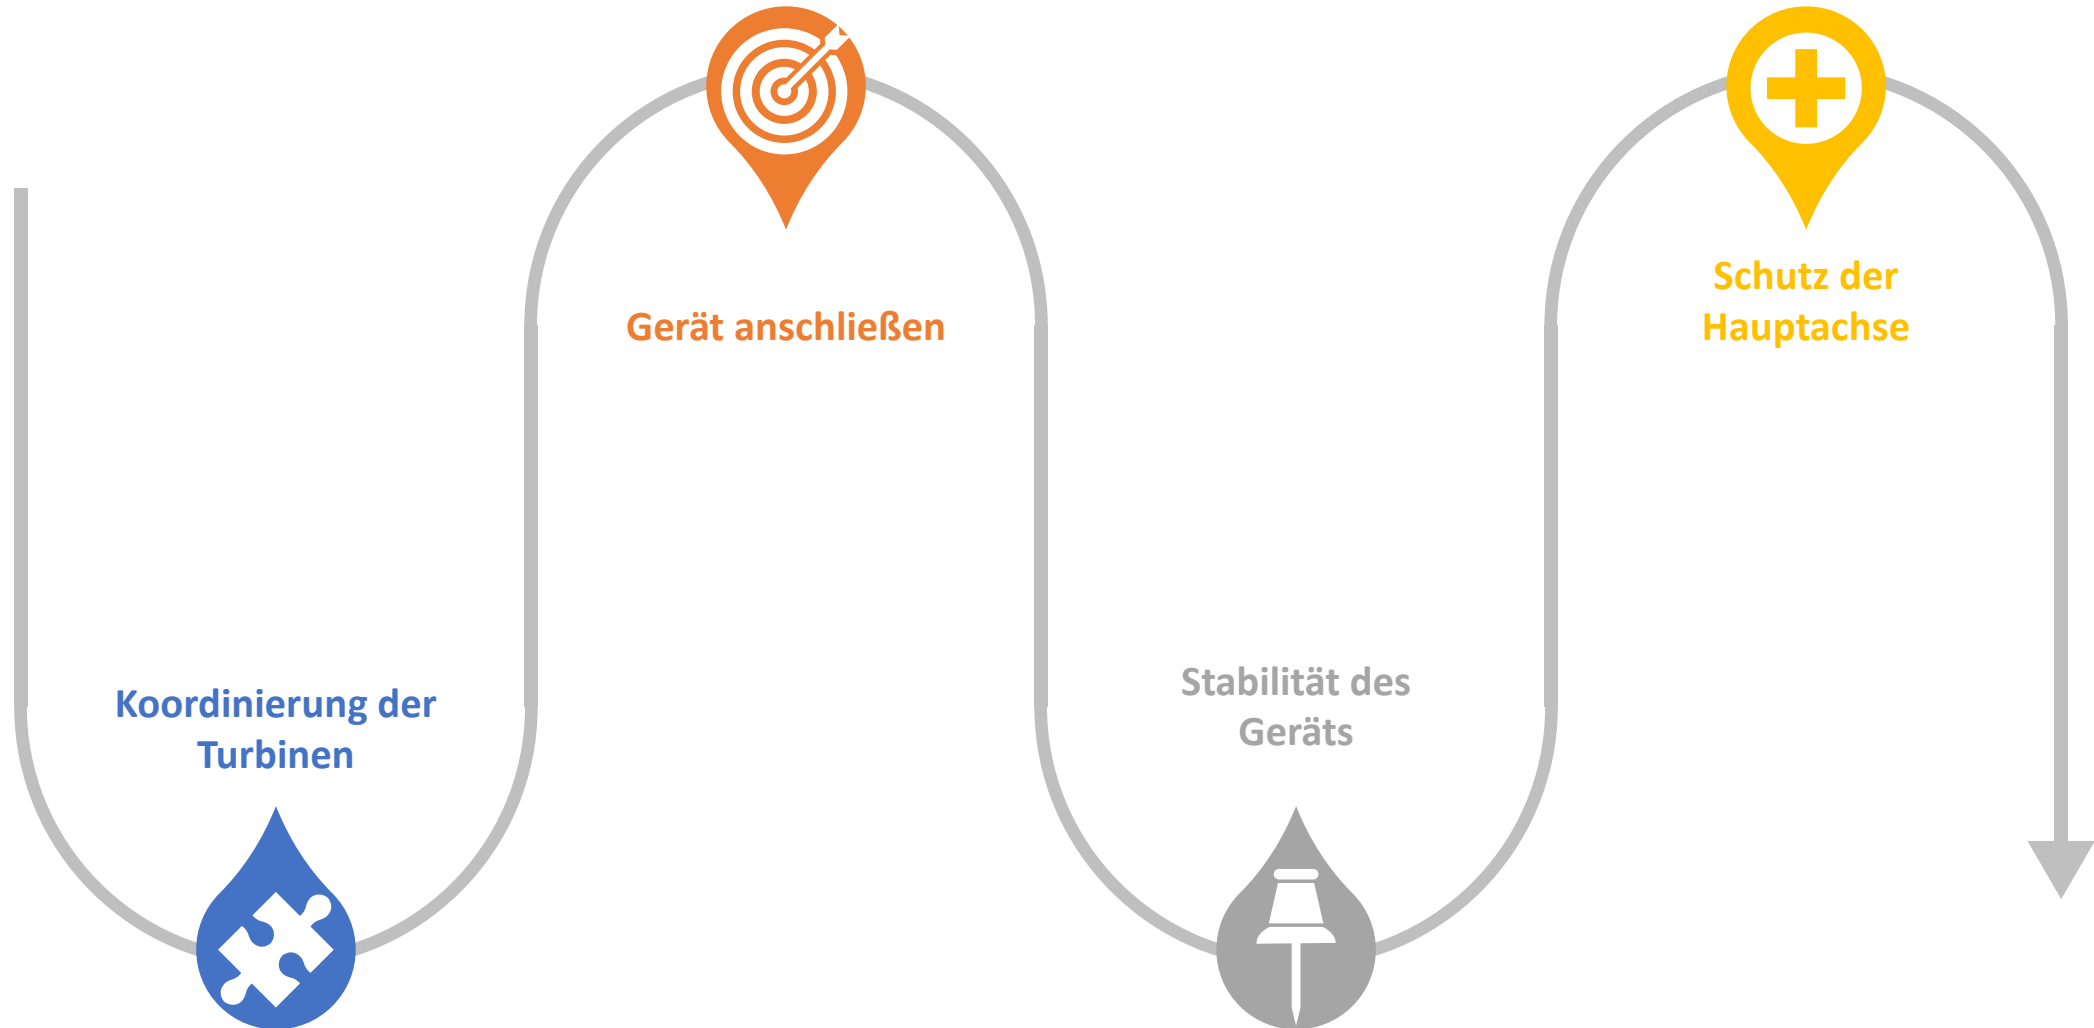 Koordinierung der
Turbinen
Gerät anschließen
Stabilität des
Geräts
Schutz der
Hauptachse